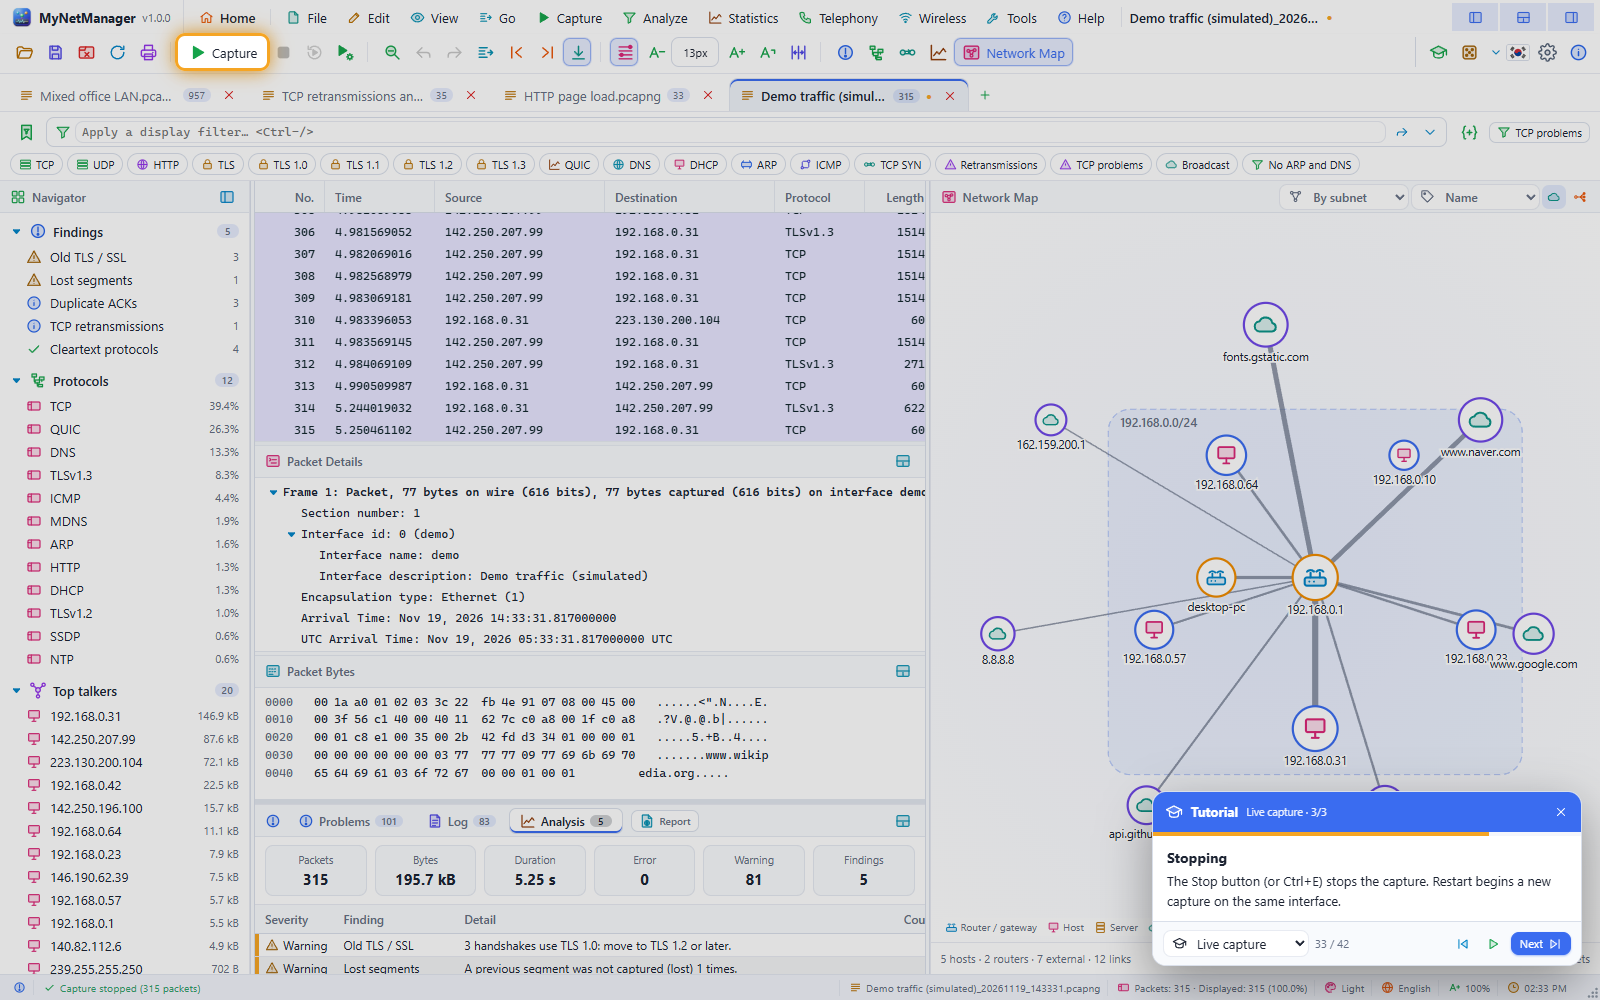 MyNetManager v1.0.0 Home File Edit View Go Capture Analyze Statistics Telephony Wireless Tools Help Demo traffic (simulated)_2026...
Capture 13px Network Map
Mixed office LAN.pca... 957 TCP retransmissions an... 35 HTTP page load.pcapng 33 Demo traffic (simul... 315
Apply a display filter… <Ctrl-/> TCP problems
TCP UDP HTTP TLS TLS 1.0 TLS 1.1 TLS 1.2 TLS 1.3 QUIC DNS DHCP ARP ICMP TCP SYN Retransmissions TCP problems Broadcast No ARP and DNS
Navigator
Findings 5
Old TLS / SSL 3
Lost segments 1
Duplicate ACKs 3
TCP retransmissions 1
Cleartext protocols 4
Protocols 12
TCP 39.4%
QUIC 26.3%
DNS 13.3%
TLSv1.3 8.3%
ICMP 4.4%
MDNS 1.9%
ARP 1.6%
HTTP 1.3%
DHCP 1.3%
TLSv1.2 1.0%
SSDP 0.6%
NTP 0.6%
Top talkers 20
192.168.0.31 146.9 kB
142.250.207.99 87.6 kB
223.130.200.104 72.1 kB
192.168.0.42 22.5 kB
142.250.196.100 15.7 kB
192.168.0.64 11.1 kB
192.168.0.23 7.9 kB
146.190.62.39 7.5 kB
192.168.0.57 5.7 kB
192.168.0.1 5.5 kB
140.82.112.6 4.9 kB
239.255.255.250 702 B
No. Time Source Destination Protocol Length
306 4.981569052 142.250.207.99 192.168.0.31 TLSv1.3 1514
307 4.982069016 142.250.207.99 192.168.0.31 TCP 1514
308 4.982568979 142.250.207.99 192.168.0.31 TCP 1514
309 4.983069181 142.250.207.99 192.168.0.31 TCP 1514
310 4.983396053 192.168.0.31 223.130.200.104 TCP 60
311 4.983569145 142.250.207.99 192.168.0.31 TCP 1514
312 4.984069109 142.250.207.99 192.168.0.31 TLSv1.3 271
313 4.990509987 192.168.0.31 142.250.207.99 TCP 60
314 5.244019032 192.168.0.31 142.250.207.99 TLSv1.3 622
315 5.250461102 142.250.207.99 192.168.0.31 TCP 60
Packet Details
Frame 1: Packet, 77 bytes on wire (616 bits), 77 bytes captured (616 bits) on interface demo
Section number: 1
Interface id: 0 (demo)
Interface name: demo
Interface description: Demo traffic (simulated)
Encapsulation type: Ethernet (1)
Arrival Time: Nov 19, 2026 14:33:31.817000000
UTC Arrival Time: Nov 19, 2026 05:33:31.817000000 UTC
Packet Bytes
0000 00 1a a0 01 02 03 3c 22 fb 4e 91 07 08 00 45 00 ......<".N....E.
0010 00 3f 56 c1 40 00 40 11 62 7c c0 a8 00 1f c0 a8 .?V.@.@.b|......
0020 00 01 c8 e1 00 35 00 2b 42 fd d3 34 01 00 00 01 .....5.+B..4....
0030 00 00 00 00 00 00 03 77 77 77 09 77 69 6b 69 70 .......www.wikip
0040 65 64 69 61 03 6f 72 67 00 00 01 00 01 edia.org.....
Problems 101 Log 83 Analysis 5 Report
Packets Bytes Duration Error Warning Findings
315 195.7 kB 5.25 s 0 81 5
Severity Finding Detail Cou
Warning Old TLS / SSL 3 handshakes use TLS 1.0: move to TLS 1.2 or later.
Warning Lost segments A previous segment was not captured (lost) 1 times.
Network Map By subnet Name
fonts.gstatic.com
162.159.200.1
192.168.0.0/24
www.naver.com
192.168.0.64
192.168.0.10
desktop-pc
192.168.0.1
8.8.8.8
192.168.0.57
192.168.0.23
www.google.com
192.168.0.31
api.githu
Router / gateway Host Server
5 hosts · 2 routers · 7 external · 12 links
Tutorial Live capture · 3/3
Stopping
The Stop button (or Ctrl+E) stops the capture. Restart begins a new
capture on the same interface.
Live capture 33 / 42 Next
Capture stopped (315 packets) Demo traffic (simulated)_20261119_143331.pcapng Packets: 315 · Displayed: 315 (100.0%) Light English 100% 02:33 PM